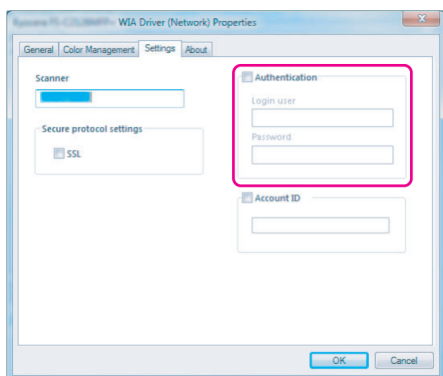 WIA Driver (Network) Properties
General Color Management Settings About
Scanner
Secure protocol settings
SSL
Authentication
Login user
Password
Account ID
OK Cancel